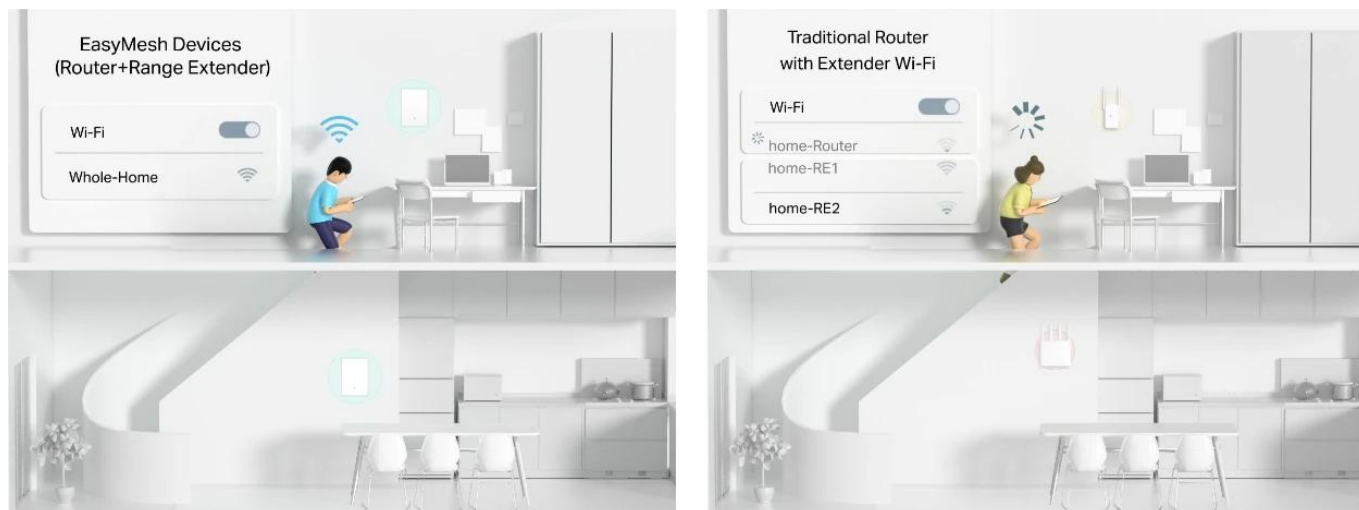 EasyMesh Devices
(Router+Range Extender)
Wi-Fi
Whole-Home
Traditional Router
with Extender Wi-Fi
Wi-Fi
home-Router
home-RE1
home-RE2